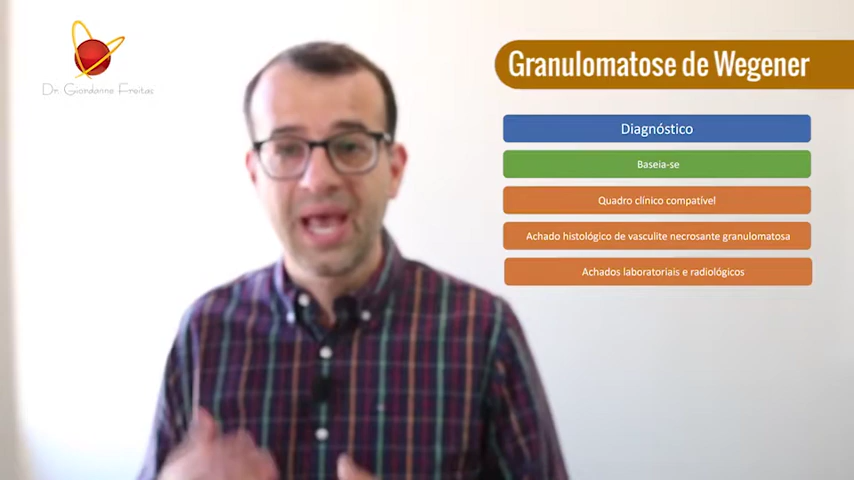 Dr. Giordanne Freitas
Granulomatose de Wegener
Diagnóstico
Baseia-se
Quadro clínico compatível
Achado histológico de vasculite necrosante granulomatosa
Achados laboratoriais e radiológicos